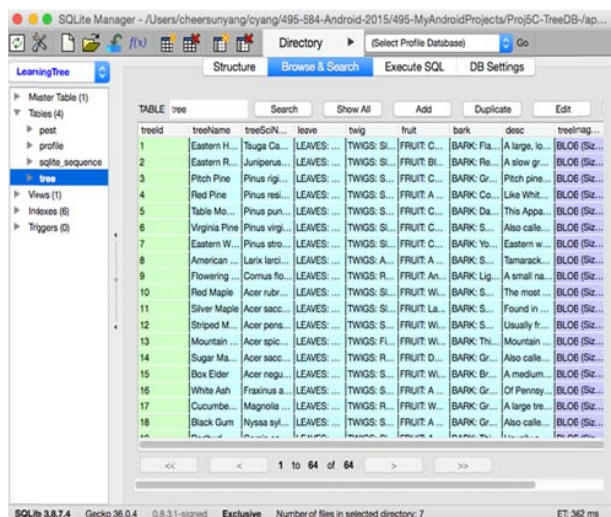 SQLite Manager - /Users/cheersunyang/cyang/495-584-Android-2015/495-MyAndroidProjects/Proj5C-TreeDB-/ap...
f(x) Directory (Select Profile Database) Go
LearningTree
Structure Browse & Search Execute SQL DB Settings
Master Table (1)
Tables (4)
pest
profile
sqlite_sequence
tree
Views (1)
Indexes (6)
Triggers (0)
TABLE tree Search Show All Add Duplicate Edit
treeId treeName treeSciN... leave twig fruit bark desc treeImag...
1 Eastern H... Tsuga Ca... LEAVES: ... TWIGS: Sl... FRUIT: C... BARK: Fla... A large, lo... BLOB (Siz...
2 Eastern R... Juniperus... LEAVES: ... TWIGS: Sl... FRUIT: Bl... BARK: Re... A slow gr... BLOB (Siz...
3 Pitch Pine Pinus rigi... LEAVES: ... TWIGS: S... FRUIT: C... BARK: Gr... Pitch pine... BLOB (Siz...
4 Red Pine Pinus resi... LEAVES: ... TWIGS: S... FRUIT: A ... BARK: Co... Like Whit... BLOB (Siz...
5 Table Mo... Pinus pun... LEAVES: ... TWIGS: S... FRUIT: C... BARK: Da... This Appa... BLOB (Siz...
6 Virginia Pine Pinus virgi... LEAVES: ... TWIGS: Sl... FRUIT: C... BARK: S... Also calle... BLOB (Siz...
7 Eastern W... Pinus stro... LEAVES: ... TWIGS: Sl... FRUIT: C... BARK: Yo... Eastern w... BLOB (Siz...
8 American ... Larix larici... LEAVES: ... TWIGS: A... FRUIT: A ... BARK: S... Tamarack... BLOB (Siz...
9 Flowering ... Cornus flo... LEAVES: ... TWIGS: R... FRUIT: An... BARK: Lig... A small na... BLOB (Siz...
10 Red Maple Acer rubr... LEAVES: ... TWIGS: Sl... FRUIT: Wi... BARK: S... The most ... BLOB (Siz...
11 Silver Maple Acer sacc... LEAVES: ... TWIGS: Sl... FRUIT: La... BARK: S... Found in ... BLOB (Siz...
12 Striped M... Acer pens... LEAVES: ... TWIGS: S... FRUIT: Wi... BARK: S... Usually fr... BLOB (Siz...
13 Mountain ... Acer spic... LEAVES: ... TWIGS: Fi... FRUIT: Wi... BARK: Thi... Mountain ... BLOB (Siz...
14 Sugar Ma... Acer sacc... LEAVES: ... TWIGS: R... FRUIT: D... BARK: Gr... Also calle... BLOB (Siz...
15 Box Elder Acer negu... LEAVES: ... TWIGS: S... FRUIT: Wi... BARK: Br... A medium... BLOB (Siz...
16 White Ash Fraxinus a... LEAVES: ... TWIGS: S... FRUIT: A ... BARK: Gr... Of Pennsy... BLOB (Siz...
17 Cucumbe... Magnolia ... LEAVES: ... TWIGS: R... FRUIT: W... BARK: Gr... A large tre... BLOB (Siz...
18 Black Gum Nyssa syl... LEAVES: ... TWIGS: R... FRUIT: A ... BARK: Gr... Also calle... BLOB (Siz...
<< < 1 to 64 of 64 > >>
SQLite 3.8.7.4 Gecko 36.0.4 0.8.3.1-signed Exclusive Number of files in selected directory: 7 ET: 362 ms